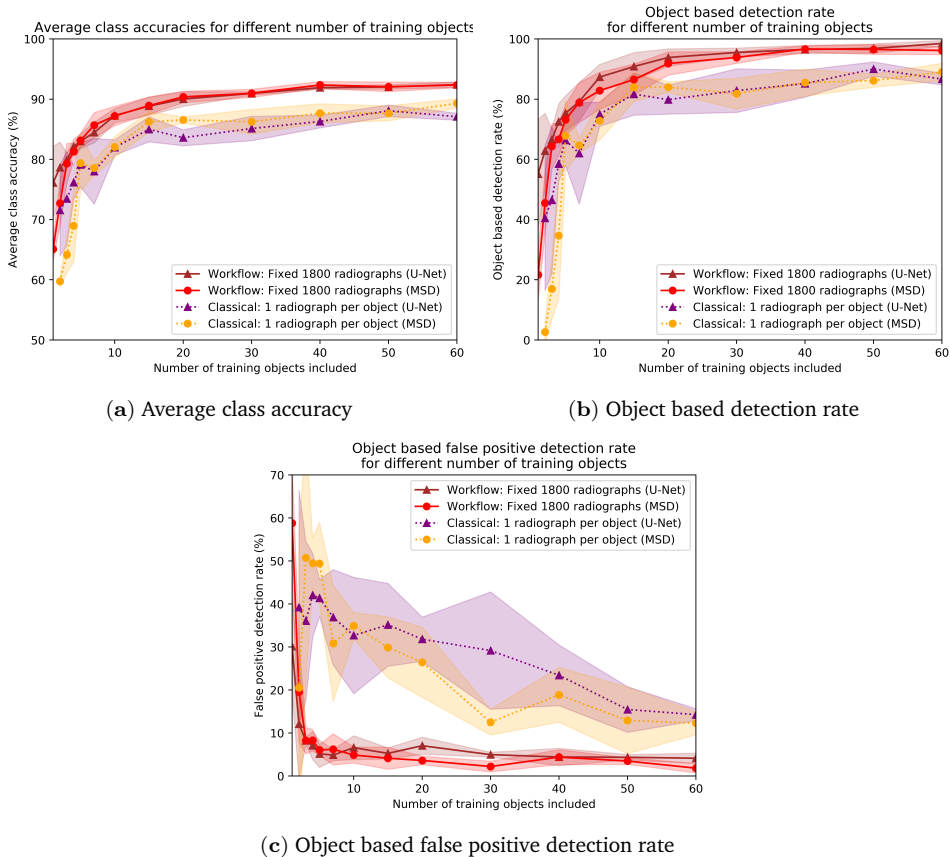 Average class accuracies for different number of training objects
100
90
80
70
60
50
Average class accuracy (%)
Workflow: Fixed 1800 radiographs (U-Net)
Workflow: Fixed 1800 radiographs (MSD)
Classical: 1 radiograph per object (U-Net)
Classical: 1 radiograph per object (MSD)
10 20 30 40 50 60
Number of training objects included
(a) Average class accuracy
Object based detection rate
for different number of training objects
100
80
60
40
20
0
Object based detection rate (%)
Workflow: Fixed 1800 radiographs (U-Net)
Workflow: Fixed 1800 radiographs (MSD)
Classical: 1 radiograph per object (U-Net)
Classical: 1 radiograph per object (MSD)
10 20 30 40 50 60
Number of training objects included
(b) Object based detection rate
Object based false positive detection rate
for different number of training objects
70
60
50
40
30
20
10
0
False positive detection rate (%)
Workflow: Fixed 1800 radiographs (U-Net)
Workflow: Fixed 1800 radiographs (MSD)
Classical: 1 radiograph per object (U-Net)
Classical: 1 radiograph per object (MSD)
10 20 30 40 50 60
Number of training objects included
(c) Object based false positive detection rate